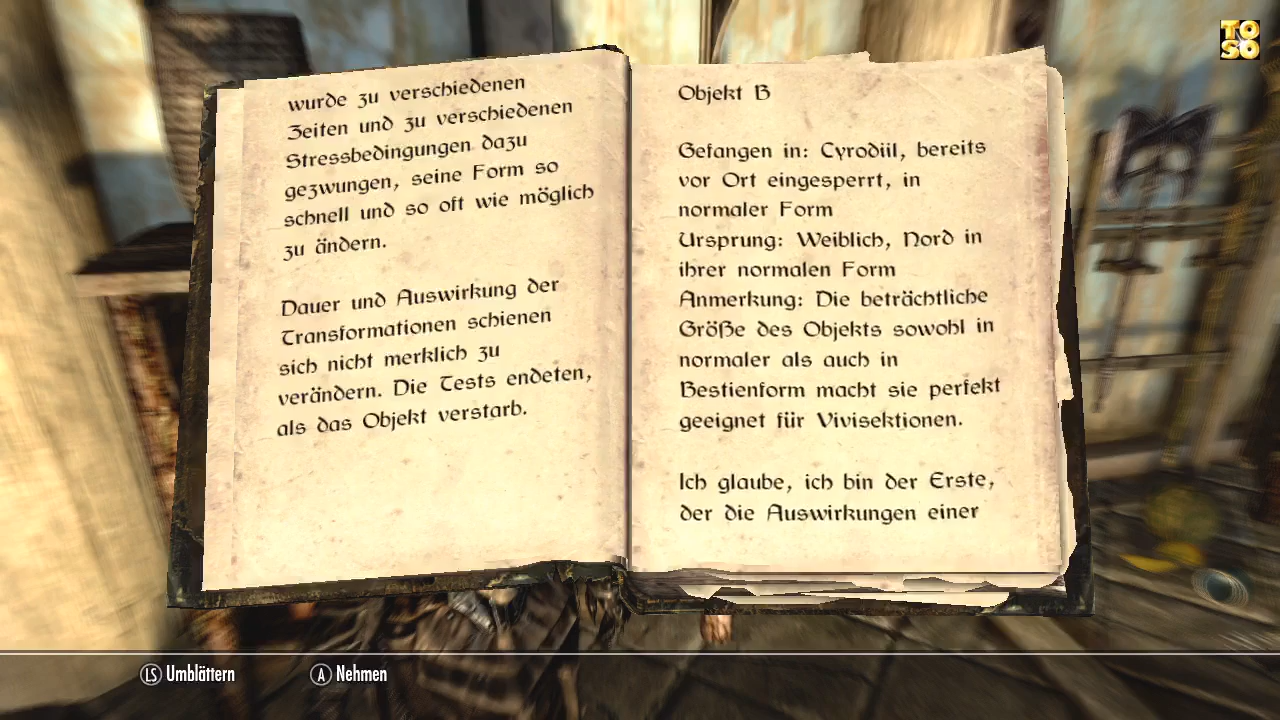 TO
SO
wurde zu verschiedenen
Zeiten und zu verschiedenen
Stressbedingungen dazu
gezwungen, seine Form so
schnell und so oft wie möglich
zu ändern.
Dauer und Auswirkung der
Transformationen schienen
sich nicht merklich zu
verändern. Die Tests endeten,
als das Objekt verstarb.
Objekt B
Gefangen in: Cyrodiil, bereits
vor Ort eingesperrt, in
normaler Form
Ursprung: Weiblich, Nord in
ihrer normalen Form
Anmerkung: Die beträchtliche
Größe des Objekts sowohl in
normaler als auch in
Bestienform macht sie perfekt
geeignet für Vivisektionen.
Ich glaube, ich bin der Erste,
der die Auswirkungen einer
LS Umblättern
A Nehmen